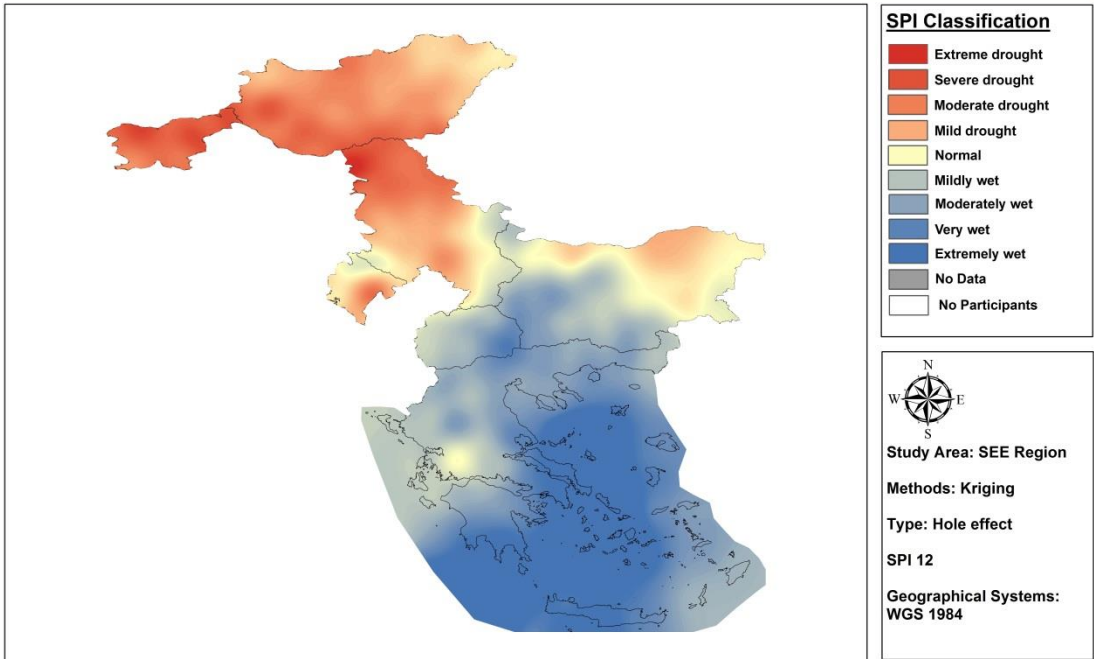 SPI Classification
Extreme drought
Severe drought
Moderate drought
Mild drought
Normal
Mildly wet
Moderately wet
Very wet
Extremely wet
No Data
No Participants
N
W E
S
Study Area: SEE Region
Methods: Kriging
Type: Hole effect
SPI 12
Geographical Systems:
WGS 1984